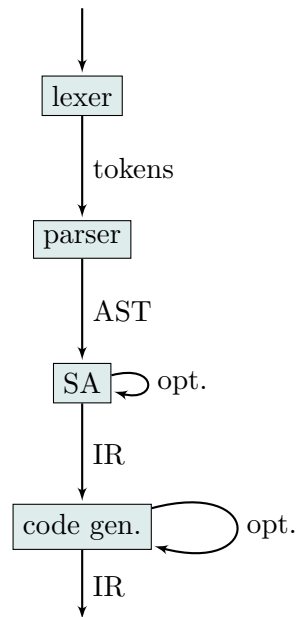 lexer
tokens
parser
AST
SA
opt.
IR
code gen.
opt.
IR